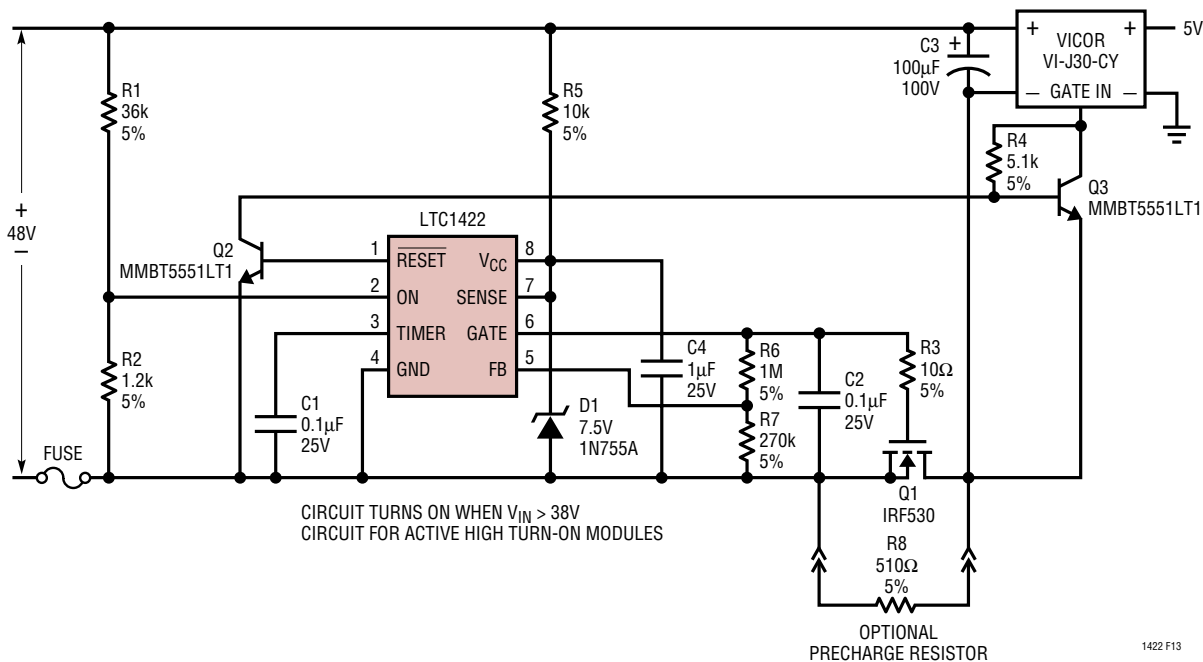 R1
36k
5%
R5
10k
5%
C3
+
100µF
100V
+
+
VICOR
VI-J30-CY
–
GATE IN
–
5V
R4
5.1k
5%
Q3
MMBT5551LT1
+
48V
–
Q2
MMBT5551LT1
LTC1422
1
RESET
VCC
8
2
ON
SENSE
7
3
TIMER
GATE
6
4
GND
FB
5
R2
1.2k
5%
C1
0.1µF
25V
D1
7.5V
1N755A
C4
1µF
25V
R6
1M
5%
R7
270k
5%
C2
0.1µF
25V
R3
10Ω
5%
FUSE
Q1
IRF530
CIRCUIT TURNS ON WHEN VIN > 38V
CIRCUIT FOR ACTIVE HIGH TURN-ON MODULES
R8
510Ω
5%
OPTIONAL
PRECHARGE RESISTOR
1422 F13